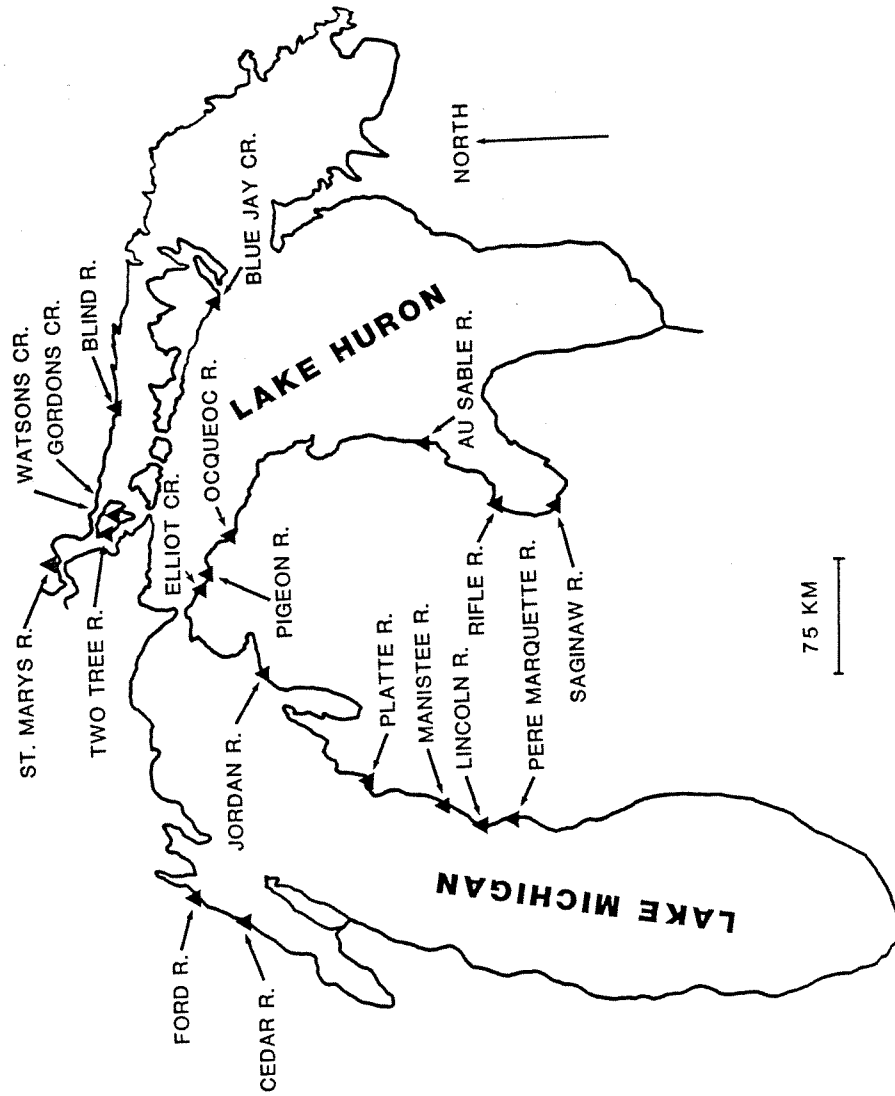 ST. MARYS R.
WATSONS CR.
GORDONS CR.
BLIND R.
TWO TREE R.
ELLIOT CR.
OCQUEOC R.
BLUE JAY CR.
NORTH
LAKE HURON
FORD R.
CEDAR R.
JORDAN R.
PIGEON R.
PLATTE R.
MANISTEE R.
LINCOLN R.
PERE MARQUETTE R.
RIFLE R.
AU SABLE R.
SAGINAW R.
LAKE MICHIGAN
75 KM